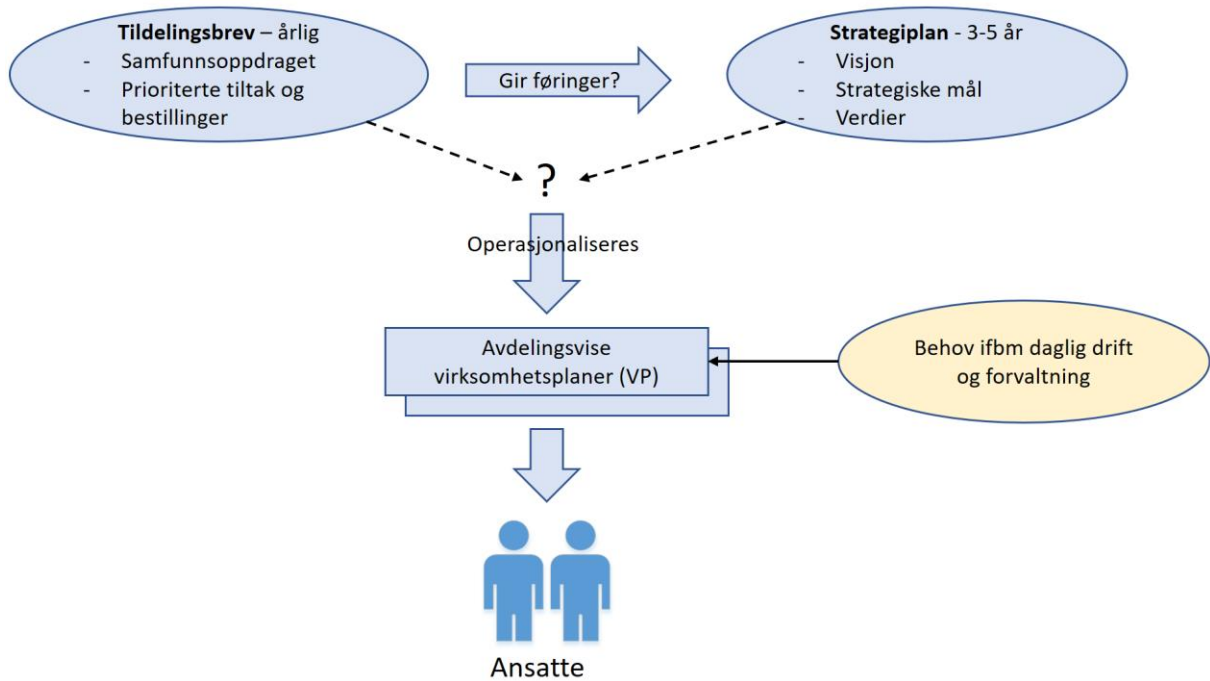 Tildelingsbrev – årlig
- Samfunnsoppdraget
- Prioriterte tiltak og
bestillinger
Gir føringer?
Strategiplan - 3-5 år
- Visjon
- Strategiske mål
- Verdier
?
Operasjonaliseres
Avdelingsvise
virksomhetsplaner (VP)
Behov ifbm daglig drift
og forvaltning
Ansatte